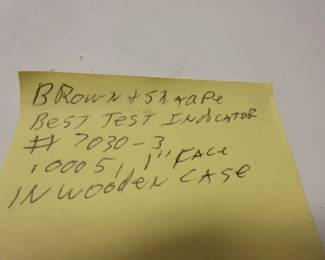 BROWN & SHARPE
BEST TEST INDICATOR
# 7030-3
.0005, 1" FACE
IN WOODEN CASE